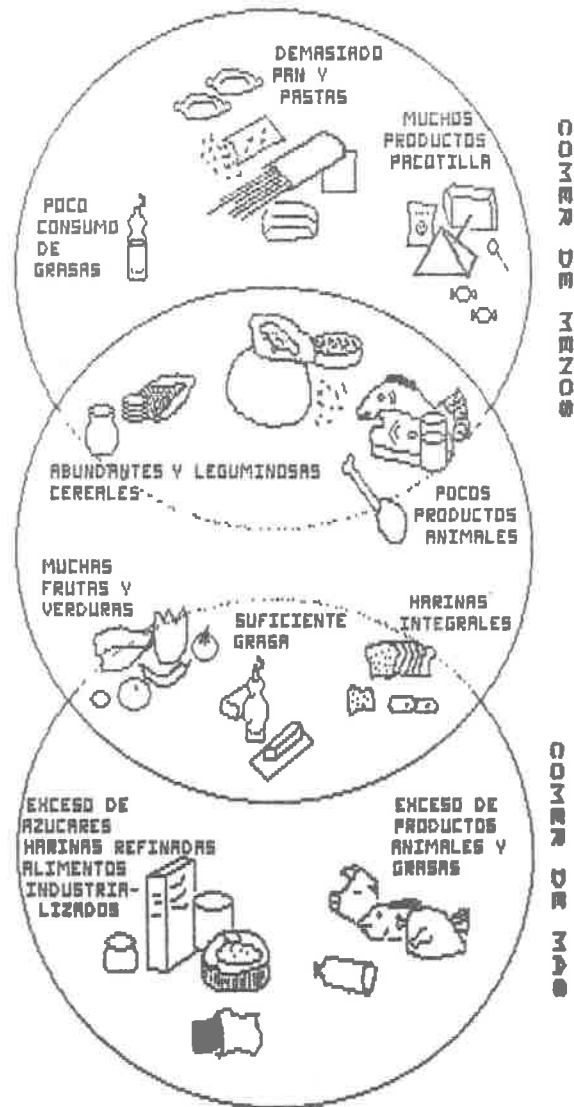 DEMASIADO
PAN Y
PASTAS
MUCHOS
PRODUCTOS
PACOTILLA
POCO
CONSUMO
DE
GRASAS
COMER DE MENOS
ABUNDANTES Y LEGUMINOSAS
CEREALES
POCOS
PRODUCTOS
ANIMALES
MUCHAS
FRUTAS Y
VERDURAS
SUFICIENTE
GRASA
HARINAS
INTEGRALES
EXCESO DE
AZUCARES
HARINAS REFINADAS
ALIMENTOS
INDUSTRIA-
LIZADOS
EXCESO DE
PRODUCTOS
ANIMALES Y
GRASAS
COMER DE MAS